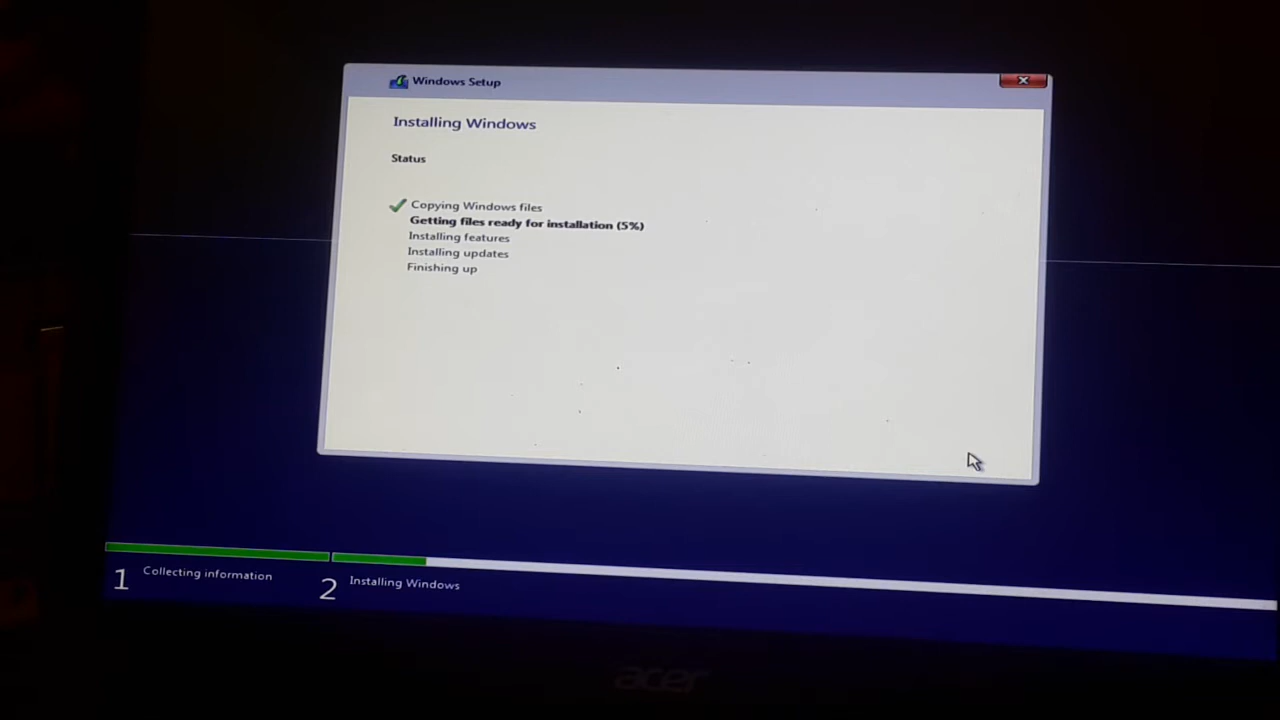 Windows Setup
Installing Windows
Status
Copying Windows files
Getting files ready for installation (5%)
Installing features
Installing updates
Finishing up
1 Collecting information
2 Installing Windows
acer